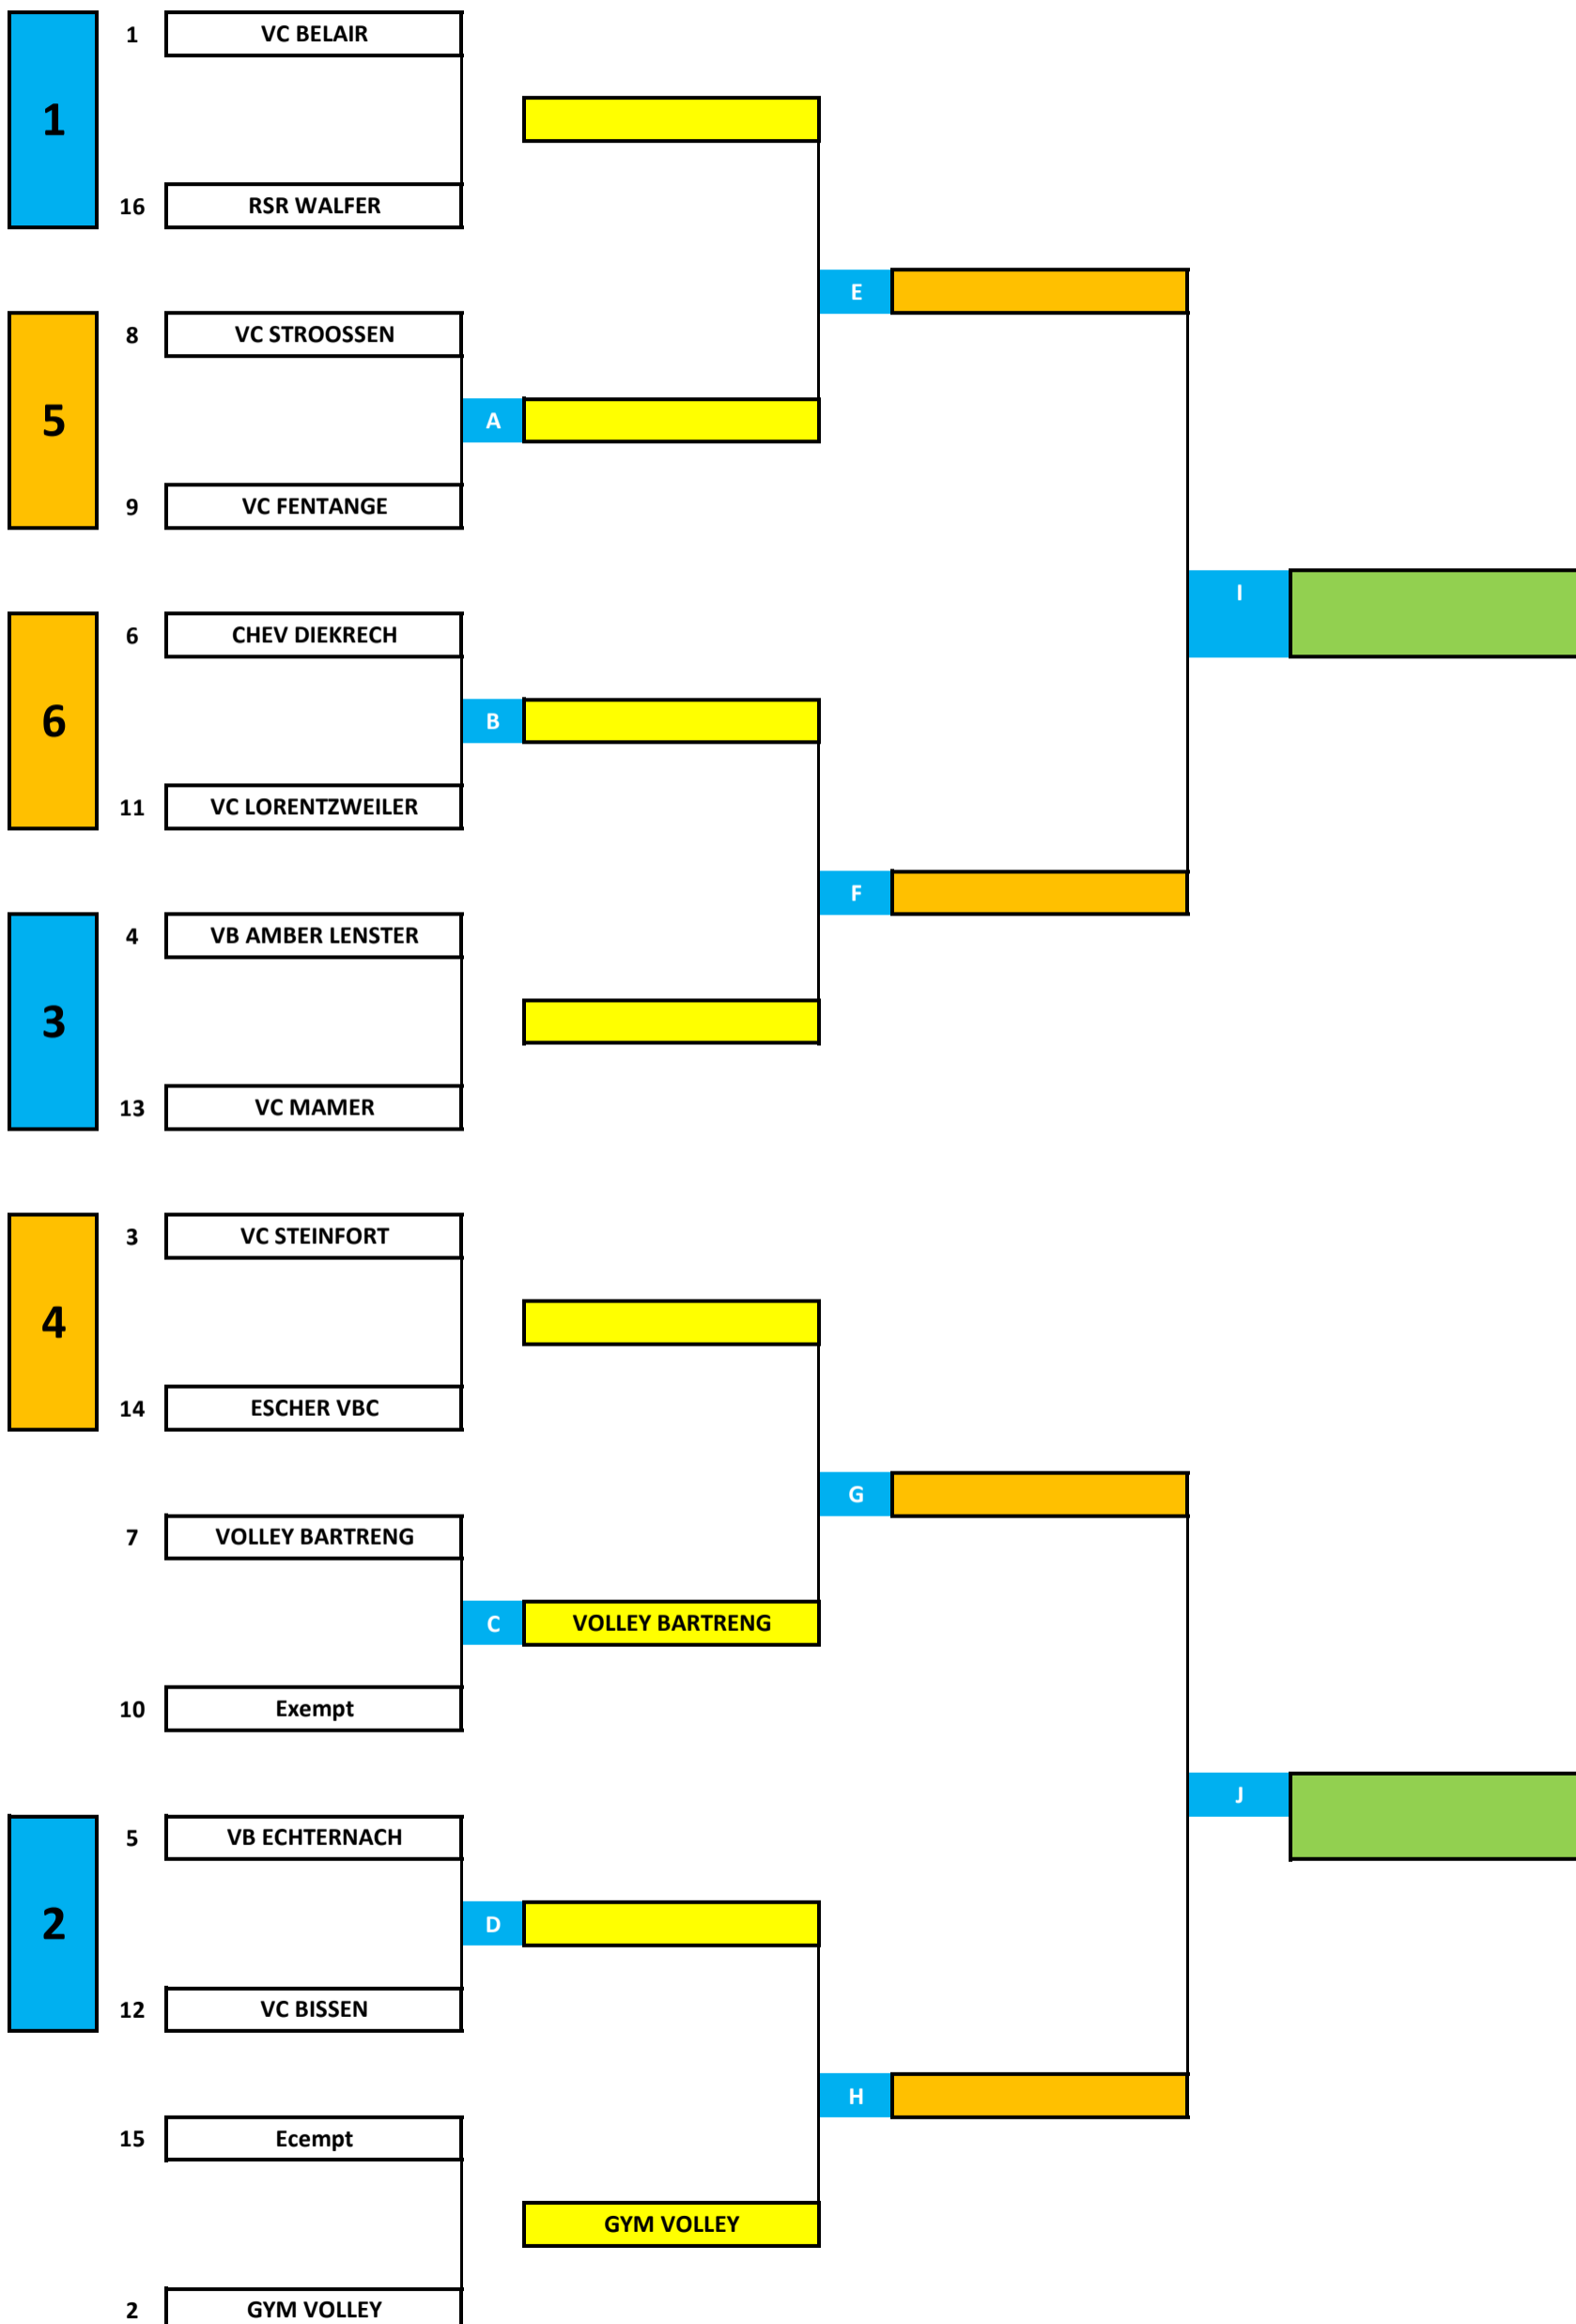 1 VC BELAIR
1
16 RSR WALFER
E
8 VC STROOSSEN
5 A
9 VC FENTANGE
I
6 CHEV DIEKRECH
6 B
11 VC LORENTZWEILER
F
4 VB AMBER LENSTER
3
13 VC MAMER
3 VC STEINFORT
4
14 ESCHER VBC
G
7 VOLLEY BARTRENG
C VOLLEY BARTRENG
10 Exempt
J
5 VB ECHTERNACH
2 D
12 VC BISSEN
H
15 Ecempt
GYM VOLLEY
2 GYM VOLLEY